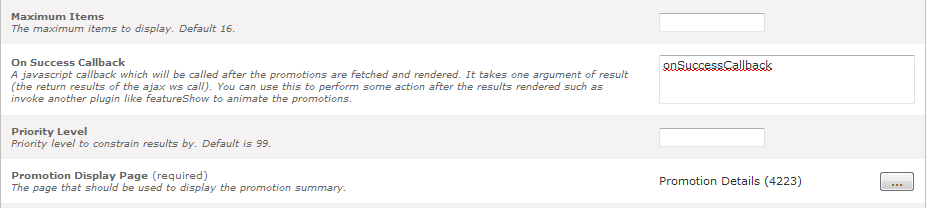 Maximum Items
The maximum items to display. Default 16.
On Success Callback
A javascript callback which will be called after the promotions are fetched and rendered. It takes one argument of result
(the return results of the ajax ws call). You can use this to perform some action after the results rendered such as
invoke another plugin like featureShow to animate the promotions.
onSuccessCallback
Priority Level
Priority level to constrain results by. Default is 99.
Promotion Display Page (required)
The page that should be used to display the promotion summary.
Promotion Details (4223)
...